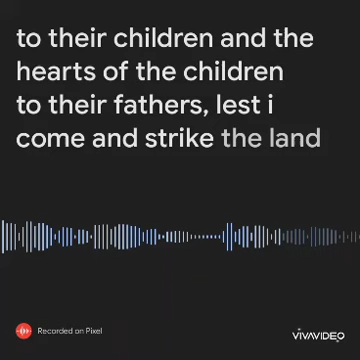 to their children and the
hearts of the children
to their fathers, lest i
come and strike the land
Recorded on Pixel
VIVAVIDEO